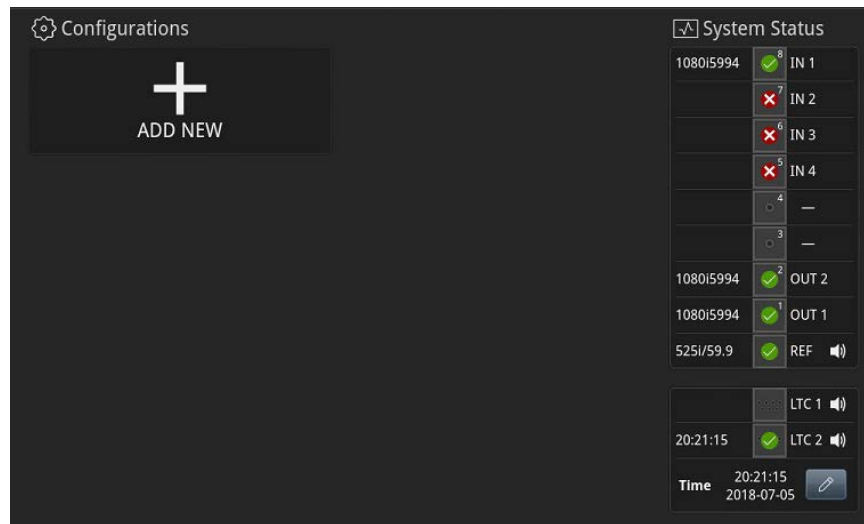 Configurations
ADD NEW
System Status
1080i5994 8 IN 1
7 IN 2
6 IN 3
5 IN 4
4 —
3 —
1080i5994 2 OUT 2
1080i5994 1 OUT 1
525i/59.9 REF
LTC 1
20:21:15 LTC 2
Time 20:21:15
2018-07-05